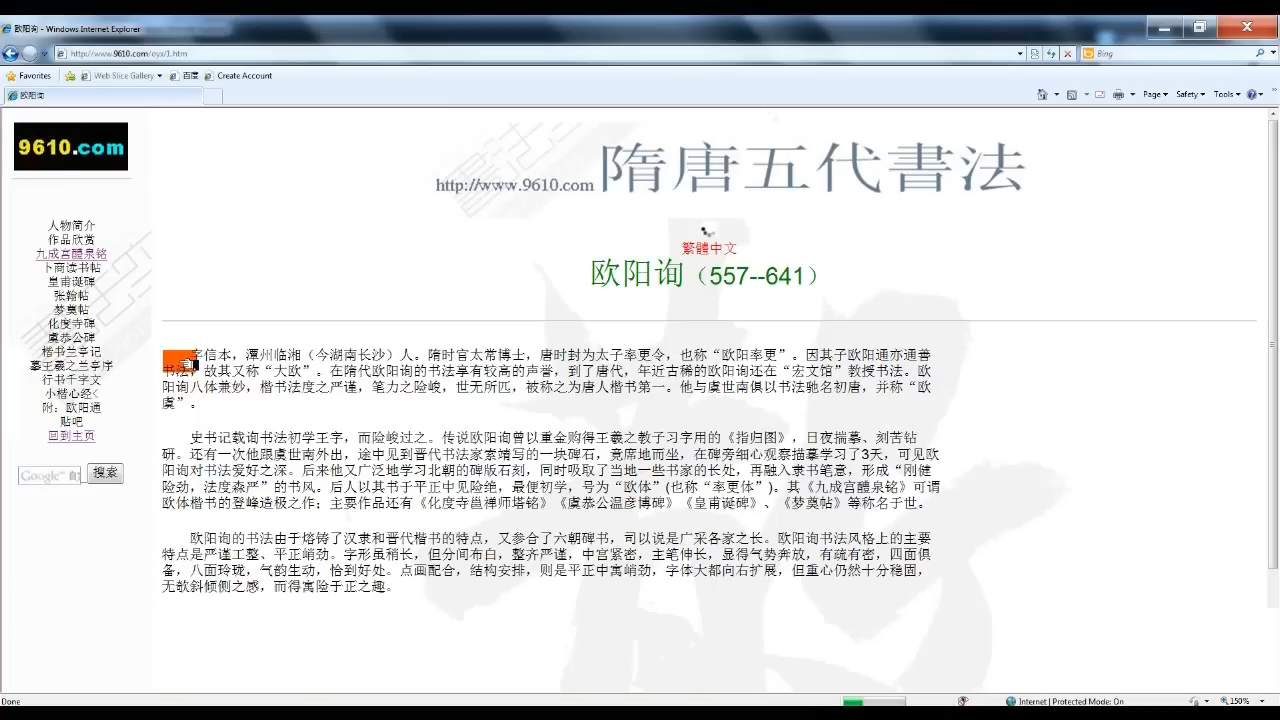 欧阳询 - Windows Internet Explorer
http://www.9610.com/oyx/1.htm
Bing
Favorites
Web Slice Gallery
百度
Create Account
欧阳询
Page
Safety
Tools
9610.com
http://www.9610.com 隋唐五代書法
人物简介
作品欣赏
九成宫醴泉铭
卜商读书帖
皇甫诞碑
张翰帖
梦奠帖
化度寺碑
虞恭公碑
楷书兰亭记
摹王羲之兰亭序
行书千字文
小楷心经<
附：欧阳通
贴吧
回到主页
Google™
搜索
繁體中文
欧阳询（557--641）
字信本，潭州临湘（今湖南长沙）人。隋时官太常博士，唐时封为太子率更令，也称“欧阳率更”。因其子欧阳通亦通善
书法，故其又称“大欧”。在隋代欧阳询的书法享有较高的声誉，到了唐代，年近古稀的欧阳询还在“宏文馆”教授书法。欧
阳询八体兼妙，楷书法度之严谨，笔力之险峻，世无所匹，被称之为唐人楷书第一。他与虞世南俱以书法驰名初唐，并称“欧
虞”。
史书记载询书法初学王字，而险峻过之。传说欧阳询曾以重金购得王羲之教子习字用的《指归图》，日夜揣摹、刻苦钻
研。还有一次他跟虞世南外出，途中见到晋代书法家索靖写的一块碑石，竟席地而坐，在碑旁细心观察描摹学习了3天，可见欧
阳询对书法爱好之深。后来他又广泛地学习北朝的碑版石刻，同时吸取了当地一些书家的长处，再融入隶书笔意，形成“刚健
险劲，法度森严”的书风。后人以其书于平正中见险绝，最便初学，号为“欧体”(也称“率更体”)。其《九成宫醴泉铭》可谓
欧体楷书的登峰造极之作；主要作品还有《化度寺邕禅师塔铭》《虞恭公温彦博碑》《皇甫诞碑》、《梦奠帖》等称名于世。
欧阳询的书法由于熔铸了汉隶和晋代楷书的特点，又参合了六朝碑书，可以说是广采各家之长。欧阳询书法风格上的主要
特点是严谨工整、平正峭劲。字形虽稍长，但分间布白，整齐严谨，中宫紧密，主笔伸长，显得气势奔放，有疏有密，四面俱
备，八面玲珑，气韵生动，恰到好处。点画配合，结构安排，则是平正中寓峭劲，字体大都向右扩展，但重心仍然十分稳固，
无欹斜倾侧之感，而得寓险于正之趣。
Done
Internet | Protected Mode: On
150%